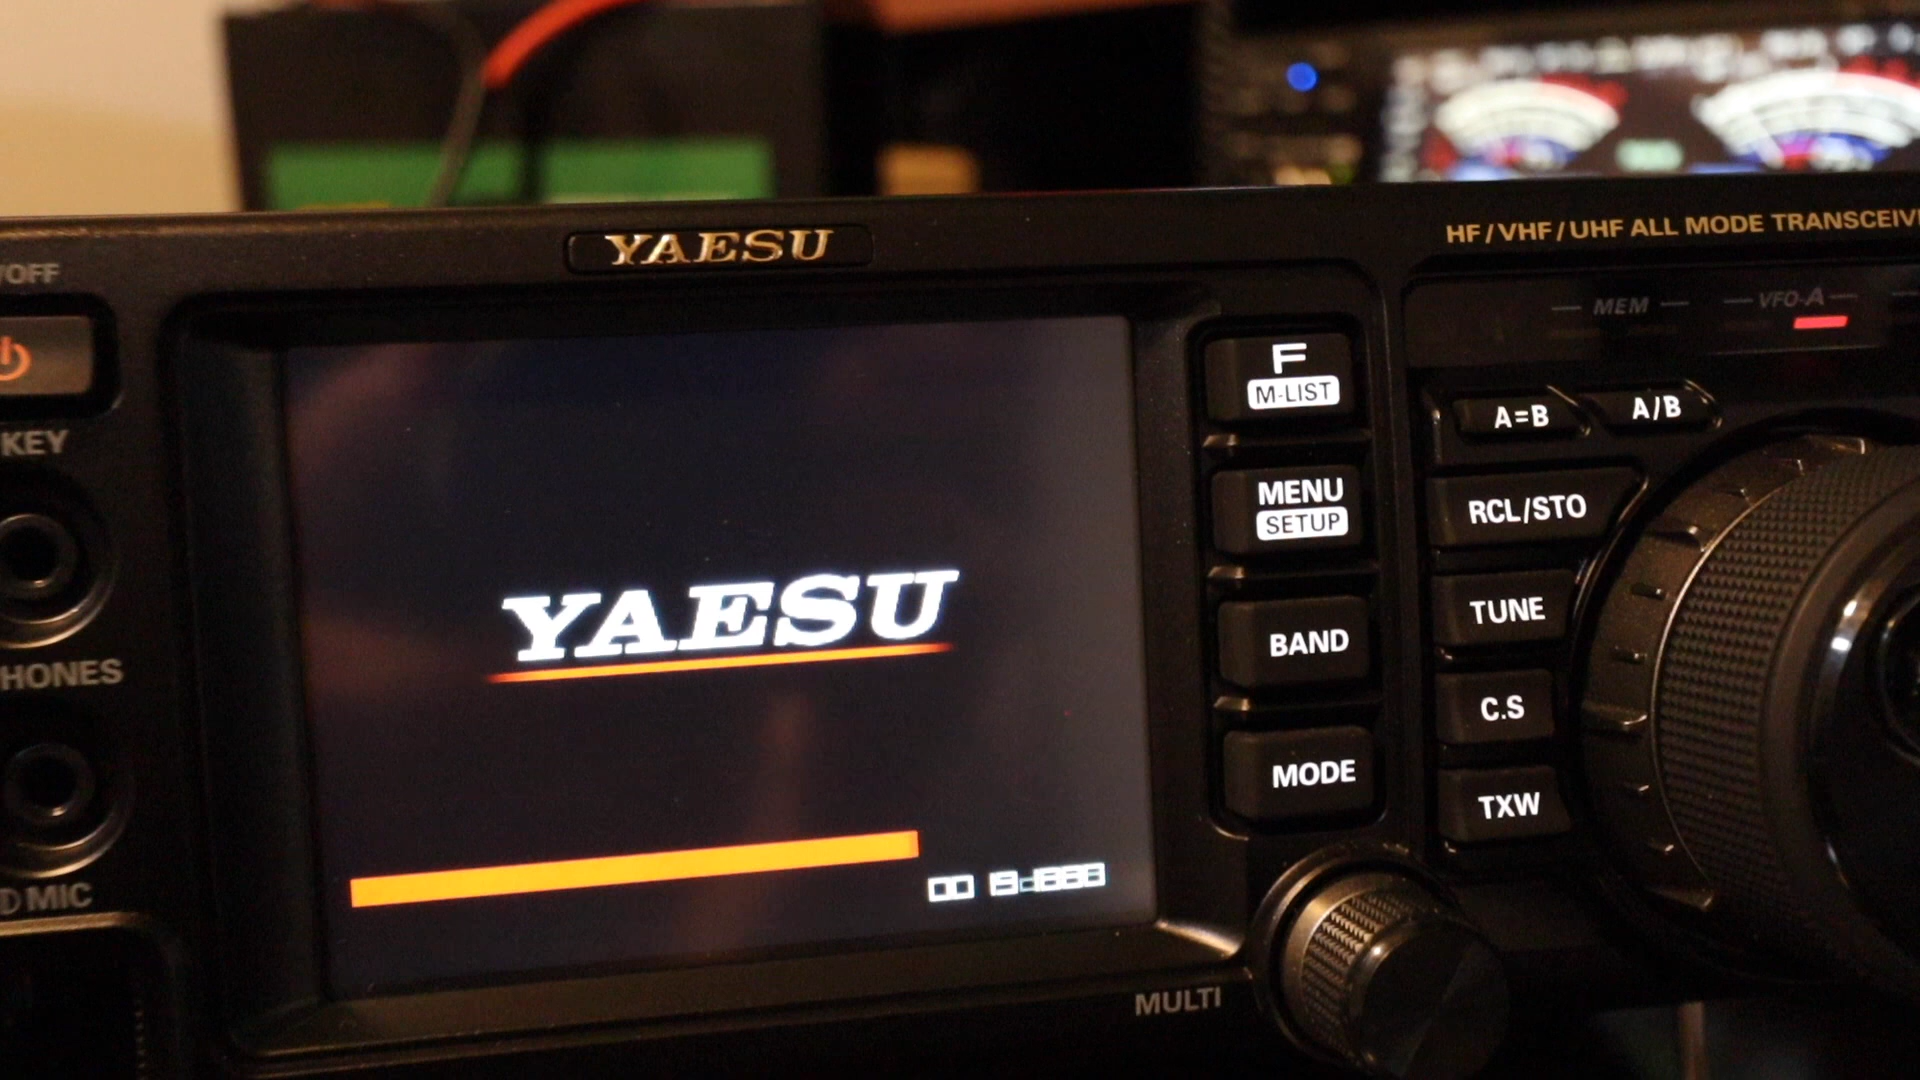 YAESU
HF/VHF/UHF ALL MODE TRANSCEIV
/OFF
MEM
VFO-A
F
M-LIST
A=B
A/B
KEY
MENU
SETUP
RCL/STO
YAESU
BAND
TUNE
HONES
C.S
MODE
TXW
D MIC
MULTI